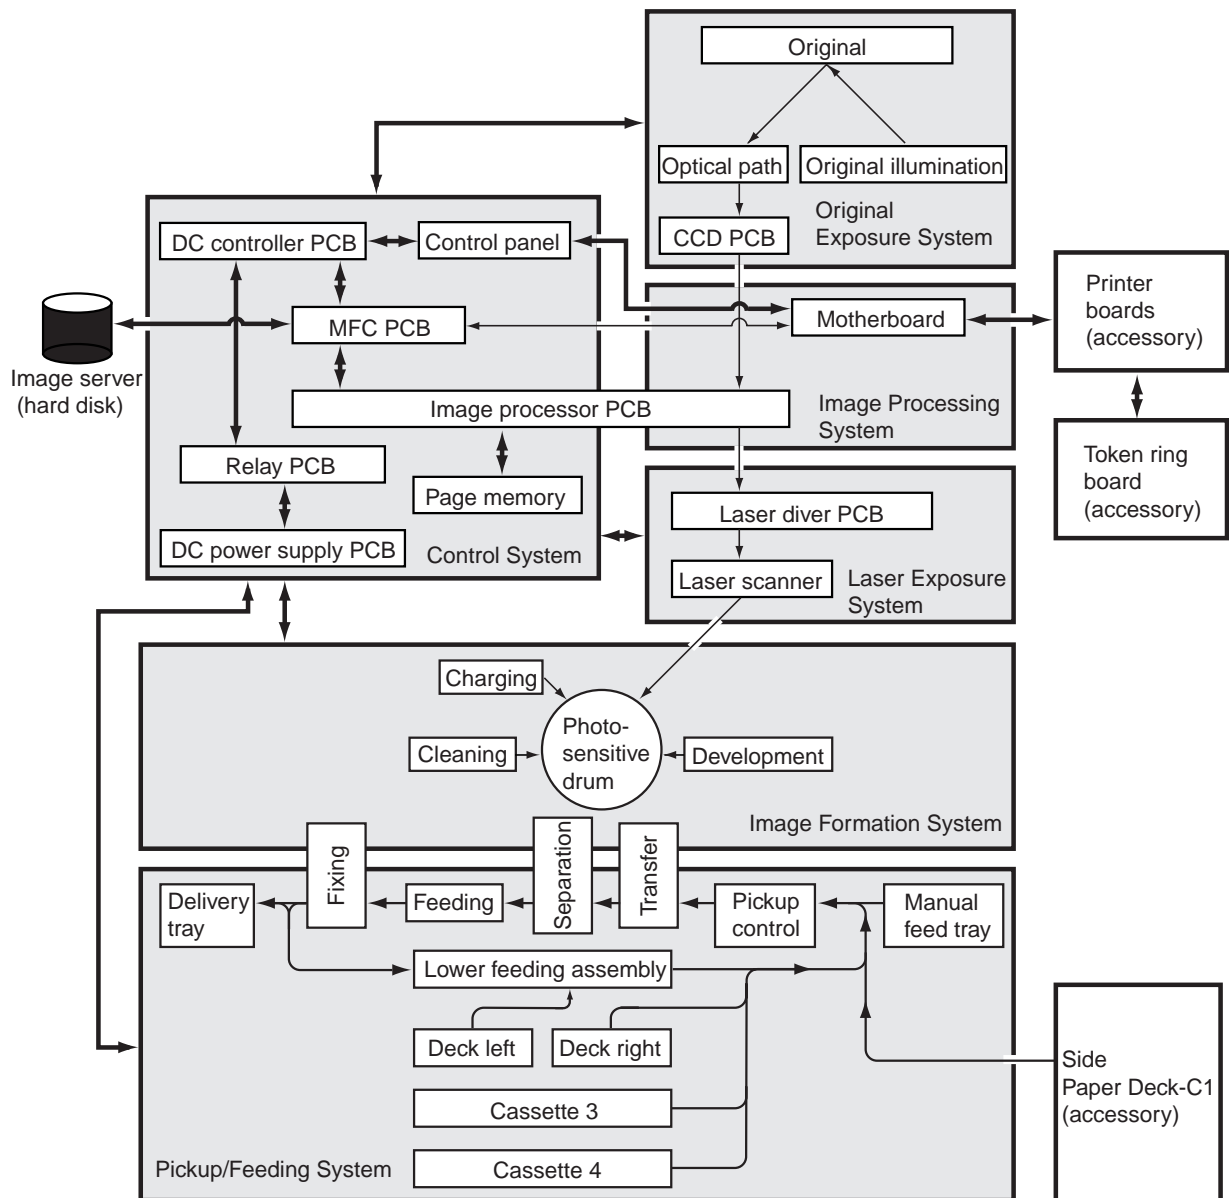 Original
Optical path
Original illumination
Original
Exposure System
CCD PCB
DC controller PCB
Control panel
MFC PCB
Motherboard
Printer
boards
(accessory)
Image server
(hard disk)
Image processor PCB
Image Processing
System
Relay PCB
Page memory
Token ring
board
(accessory)
DC power supply PCB
Control System
Laser diver PCB
Laser scanner
Laser Exposure
System
Charging
Photo-
sensitive
drum
Cleaning
Development
Image Formation System
Fixing
Separation
Transfer
Delivery
tray
Feeding
Pickup
control
Manual
feed tray
Lower feeding assembly
Deck left
Deck right
Side
Paper Deck-C1
(accessory)
Cassette 3
Cassette 4
Pickup/Feeding System